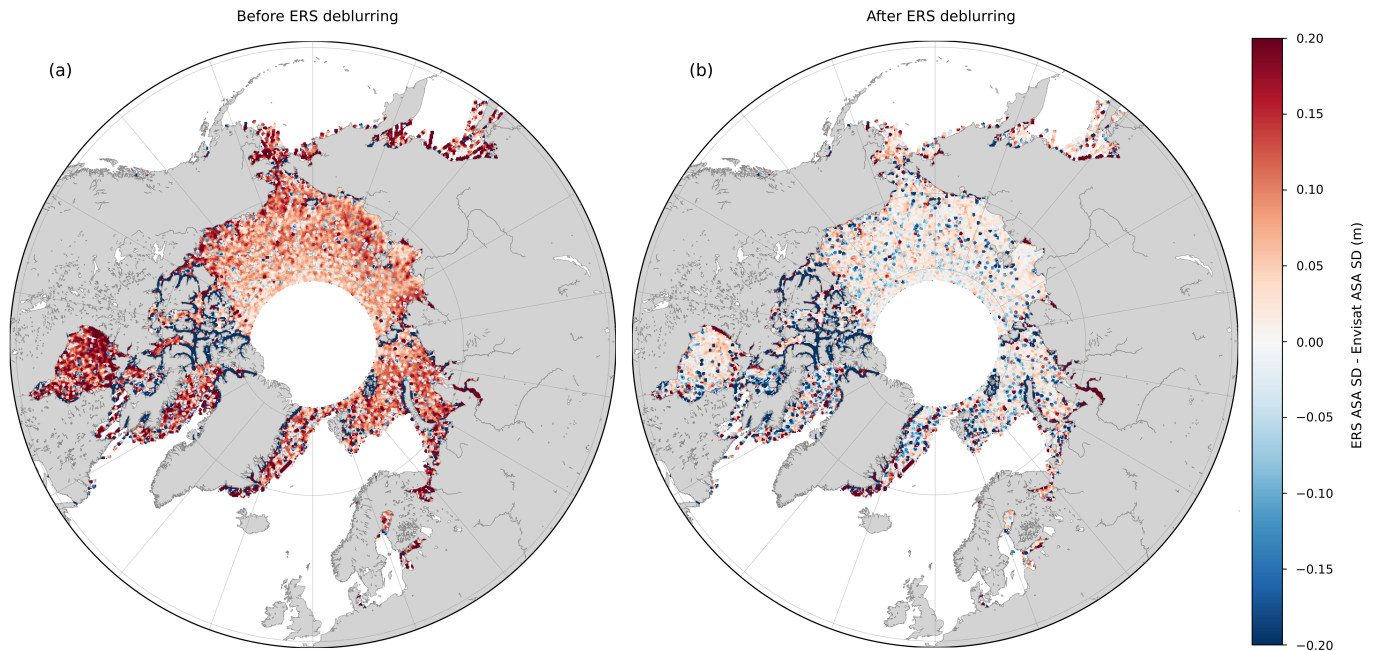 Before ERS deblurring
After ERS deblurring
(a)
(b)
0.20
0.15
0.10
0.05
0.00
−0.05
−0.10
−0.15
−0.20
ERS ASA SD - Envisat ASA SD (m)